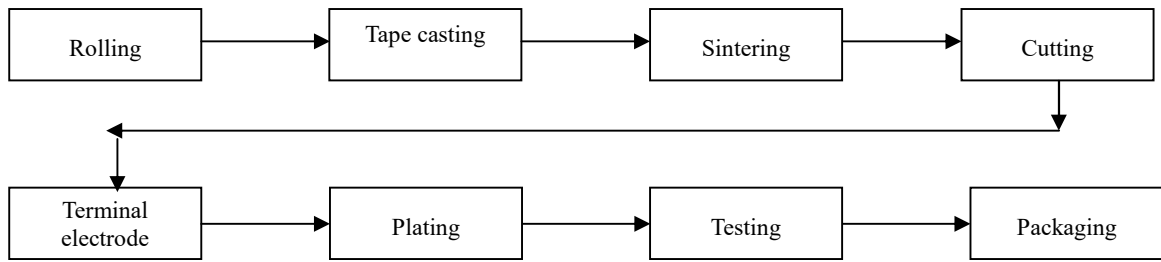 Rolling
Tape casting
Sintering
Cutting
Terminal
electrode
Plating
Testing
Packaging